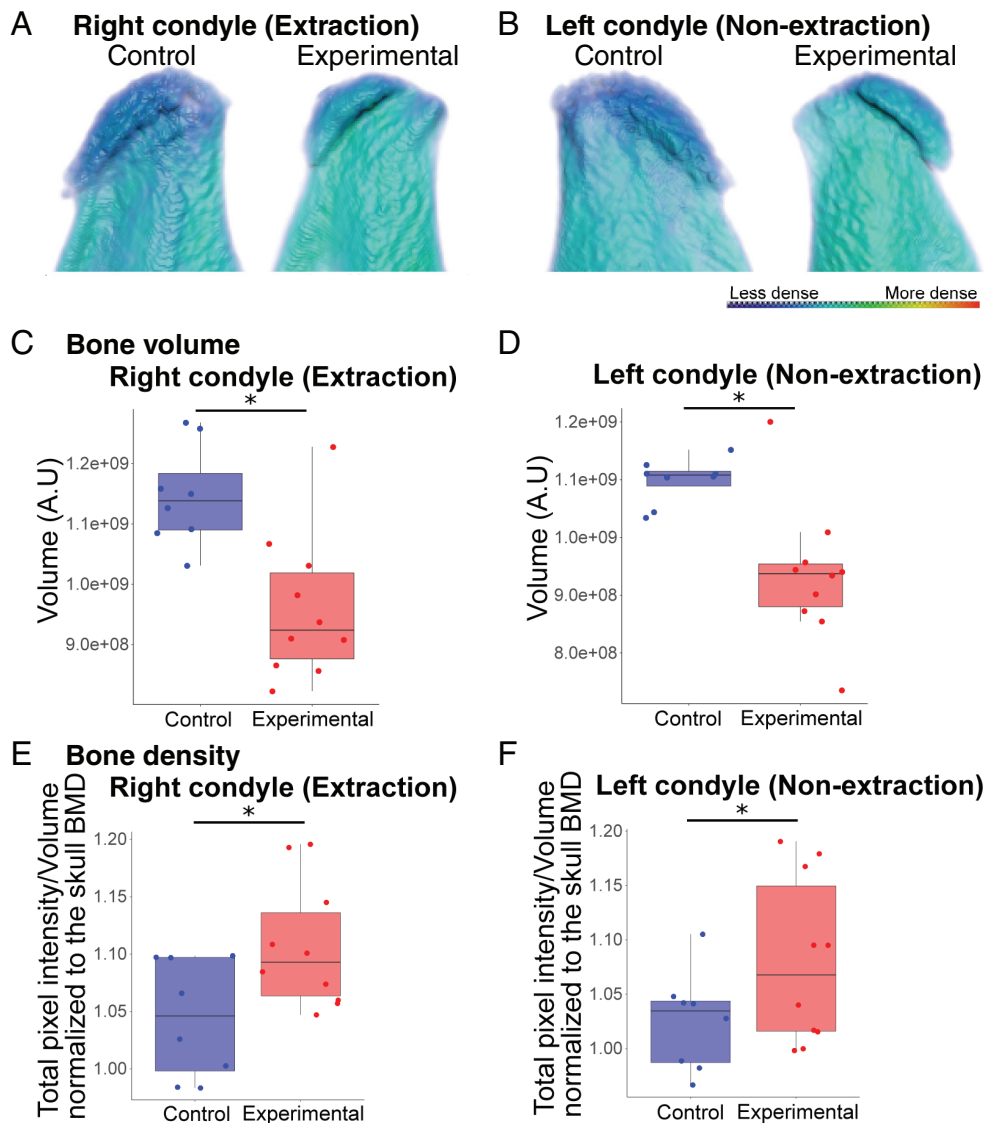 A Right condyle (Extraction)
Control Experimental
B Left condyle (Non-extraction)
Control Experimental
Less dense More dense
C Bone volume
Right condyle (Extraction)
*
Volume (A.U)
1.2e+09
1.1e+09
1.0e+09
9.0e+08
Control Experimental
D
Left condyle (Non-extraction)
*
Volume (A.U)
1.2e+09
1.1e+09
1.0e+09
9.0e+08
8.0e+08
Control Experimental
E Bone density
Right condyle (Extraction)
*
Total pixel intensity/Volume
normalized to the skull BMD
1.20
1.15
1.10
1.05
1.00
Control Experimental
F
Left condyle (Non-extraction)
*
Total pixel intensity/Volume
normalized to the skull BMD
1.20
1.15
1.10
1.05
1.00
Control Experimental